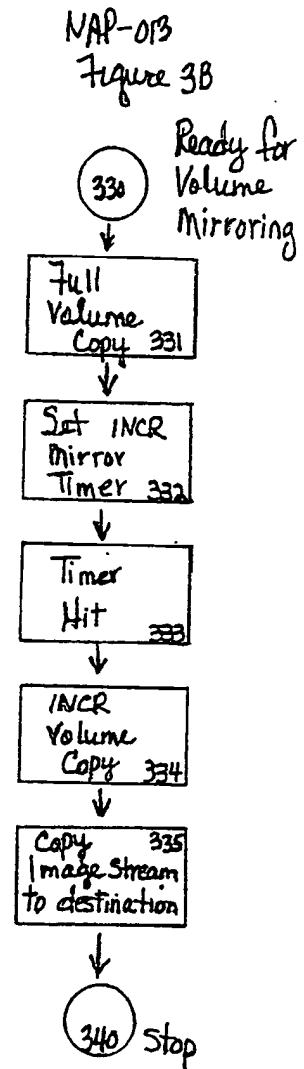 NAP-013
Figure 3B
Ready for
Volume
Mirroring
330
Full
Volume
Copy 331
Set INCR
Mirror
Timer 332
Timer
Hit
333
INCR
Volume
Copy 334
Copy 335
Image Stream
to destination
340 Stop